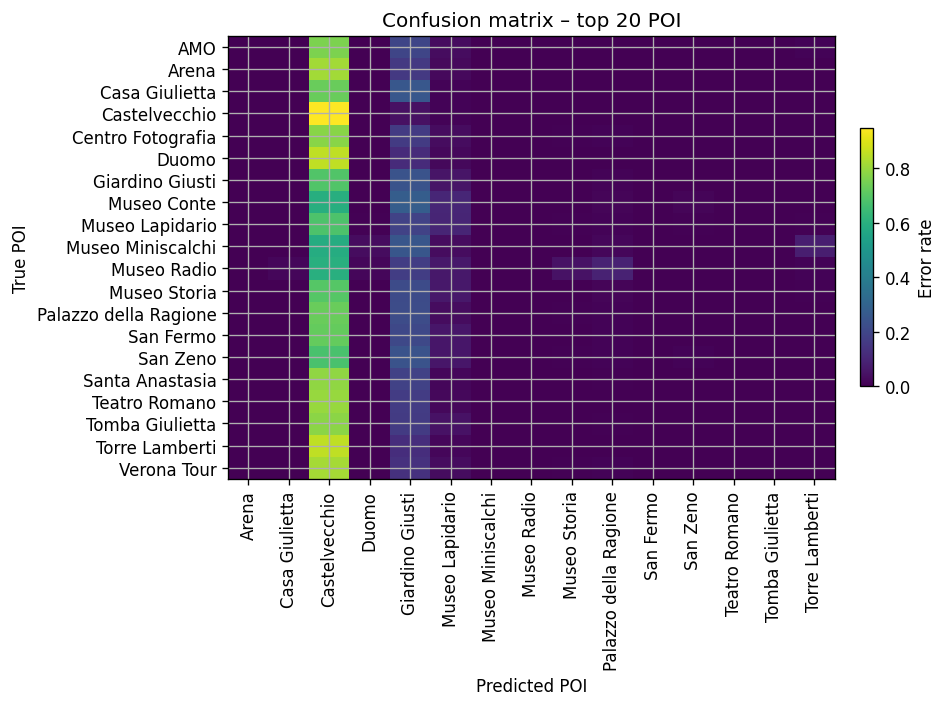 Confusion matrix – top 20 POI
True POI
AMO
Arena
Casa Giulietta
Castelvecchio
Centro Fotografia
Duomo
Giardino Giusti
Museo Conte
Museo Lapidario
Museo Miniscalchi
Museo Radio
Museo Storia
Palazzo della Ragione
San Fermo
San Zeno
Santa Anastasia
Teatro Romano
Tomba Giulietta
Torre Lamberti
Verona Tour
Arena
Casa Giulietta
Castelvecchio
Duomo
Giardino Giusti
Museo Lapidario
Museo Miniscalchi
Museo Radio
Museo Storia
Palazzo della Ragione
San Fermo
San Zeno
Teatro Romano
Tomba Giulietta
Torre Lamberti
Predicted POI
0.8
0.6
0.4
0.2
0.0
Error rate